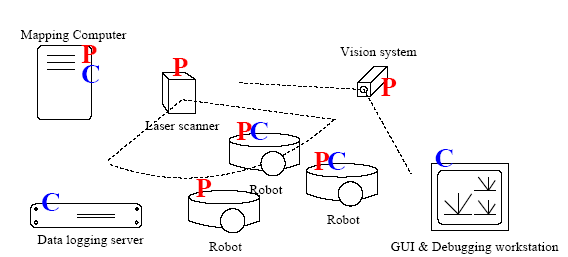 Mapping Computer
P
C
P
Laser scanner
Vision system
P
PC
Robot
PC
Robot
P
Robot
C
Data logging server
C
GUI & Debugging workstation